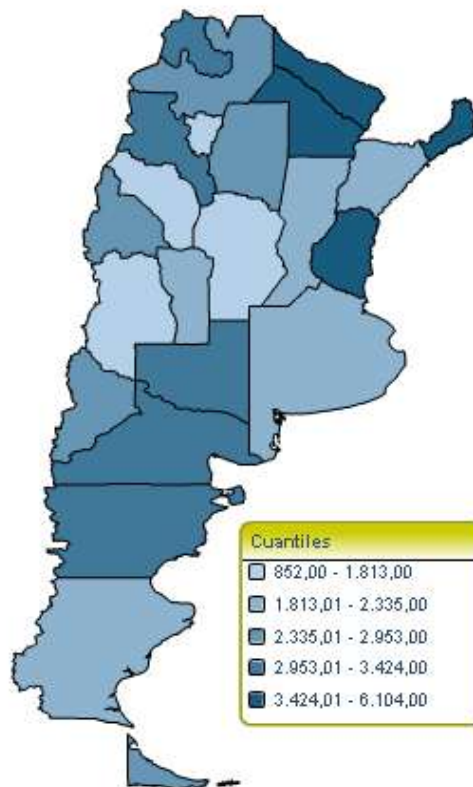 Cuantiles
852,00 - 1.813,00
1.813,01 - 2.335,00
2.335,01 - 2.953,00
2.953,01 - 3.424,00
3.424,01 - 6.104,00